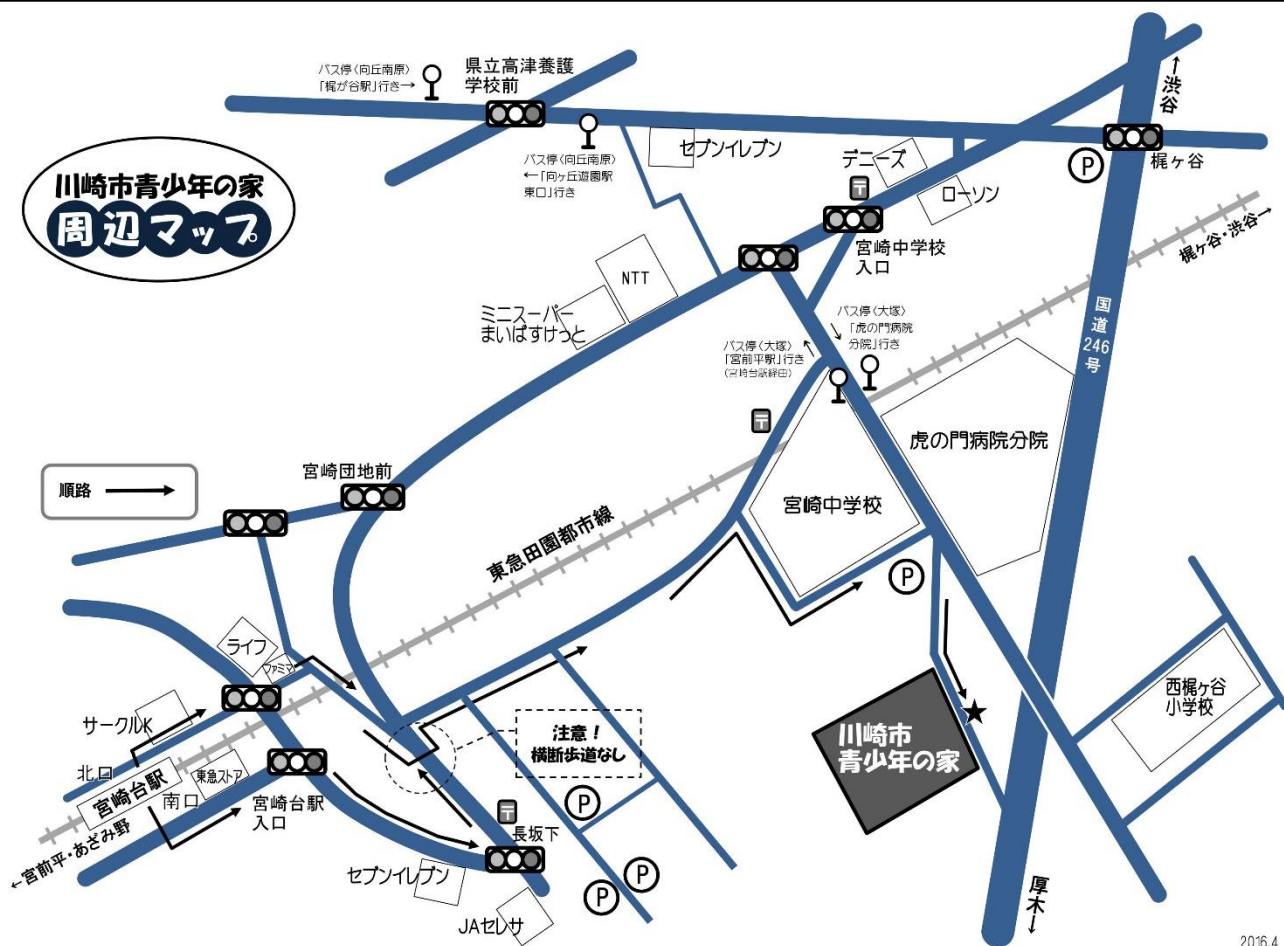 バス停〈向丘南原〉
「梶が谷駅」行き→
県立高津養護
学校前
↑渋谷
川崎市青少年の家
周辺マップ
バス停〈向丘南原〉
←「向ヶ丘遊園駅
東口」行き
セブンイレブン
デニーズ
〒
ローソン
P
梶ヶ谷
宮崎中学校
入口
梶ヶ谷・渋谷→
NTT
ミニスーパー
まいばすけっと
バス停〈大塚〉
「虎の門病院
分院」行き
バス停〈大塚〉
「宮前平駅」行き
(宮崎台駅経由)
国道246号
〒
虎の門病院分院
宮崎中学校
順路
宮崎団地前
東急田園都市線
P
ライフ
ファミマ
サークルK
北口
宮崎台駅
南口
東急ストア
宮崎台駅
入口
注意!
横断歩道なし
川崎市
青少年の家
★
西梶ヶ谷
小学校
←宮前平・あざみ野
〒
長坂下
P
セブンイレブン
P
P
JAセレサ
厚木↓
2016.4